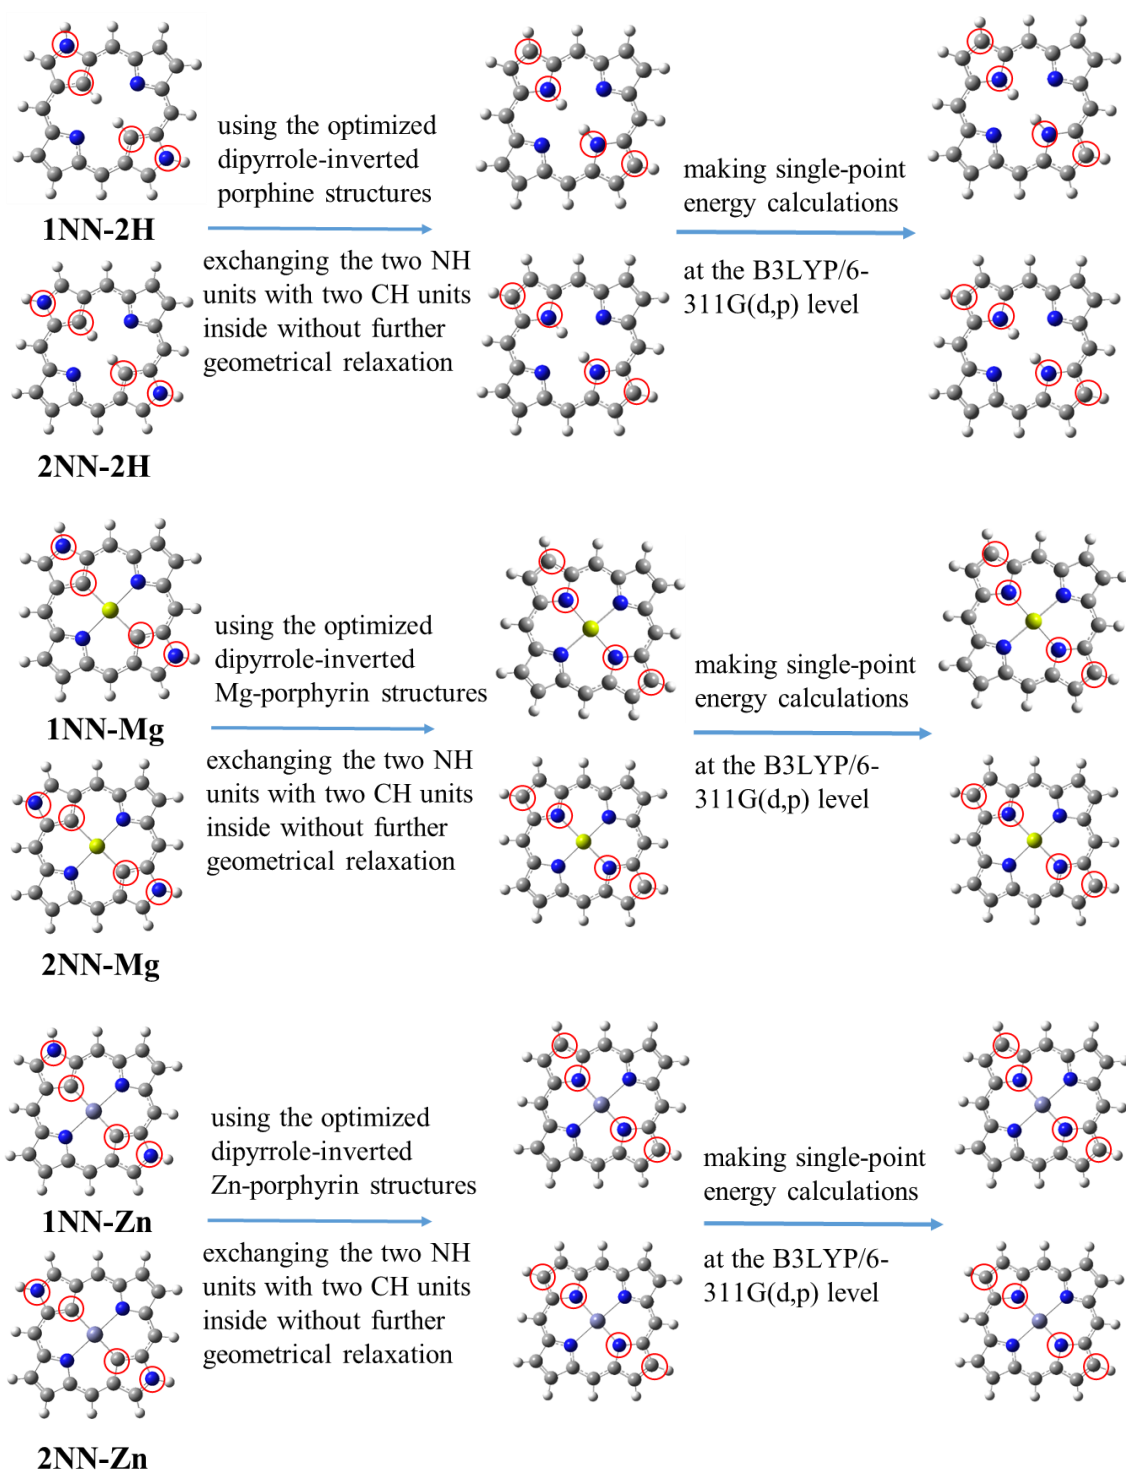 using the optimized
dipyrrole-inverted
porphine structures
making single-point
energy calculations
1NN-2H
exchanging the two NH
units with two CH units
inside without further
geometrical relaxation
at the B3LYP/6-
311G(d,p) level
2NN-2H
using the optimized
dipyrrole-inverted
Mg-porphyrin structures
making single-point
energy calculations
1NN-Mg
exchanging the two NH
units with two CH units
inside without further
geometrical relaxation
at the B3LYP/6-
311G(d,p) level
2NN-Mg
using the optimized
dipyrrole-inverted
Zn-porphyrin structures
making single-point
energy calculations
1NN-Zn
exchanging the two NH
units with two CH units
inside without further
geometrical relaxation
at the B3LYP/6-
311G(d,p) level
2NN-Zn